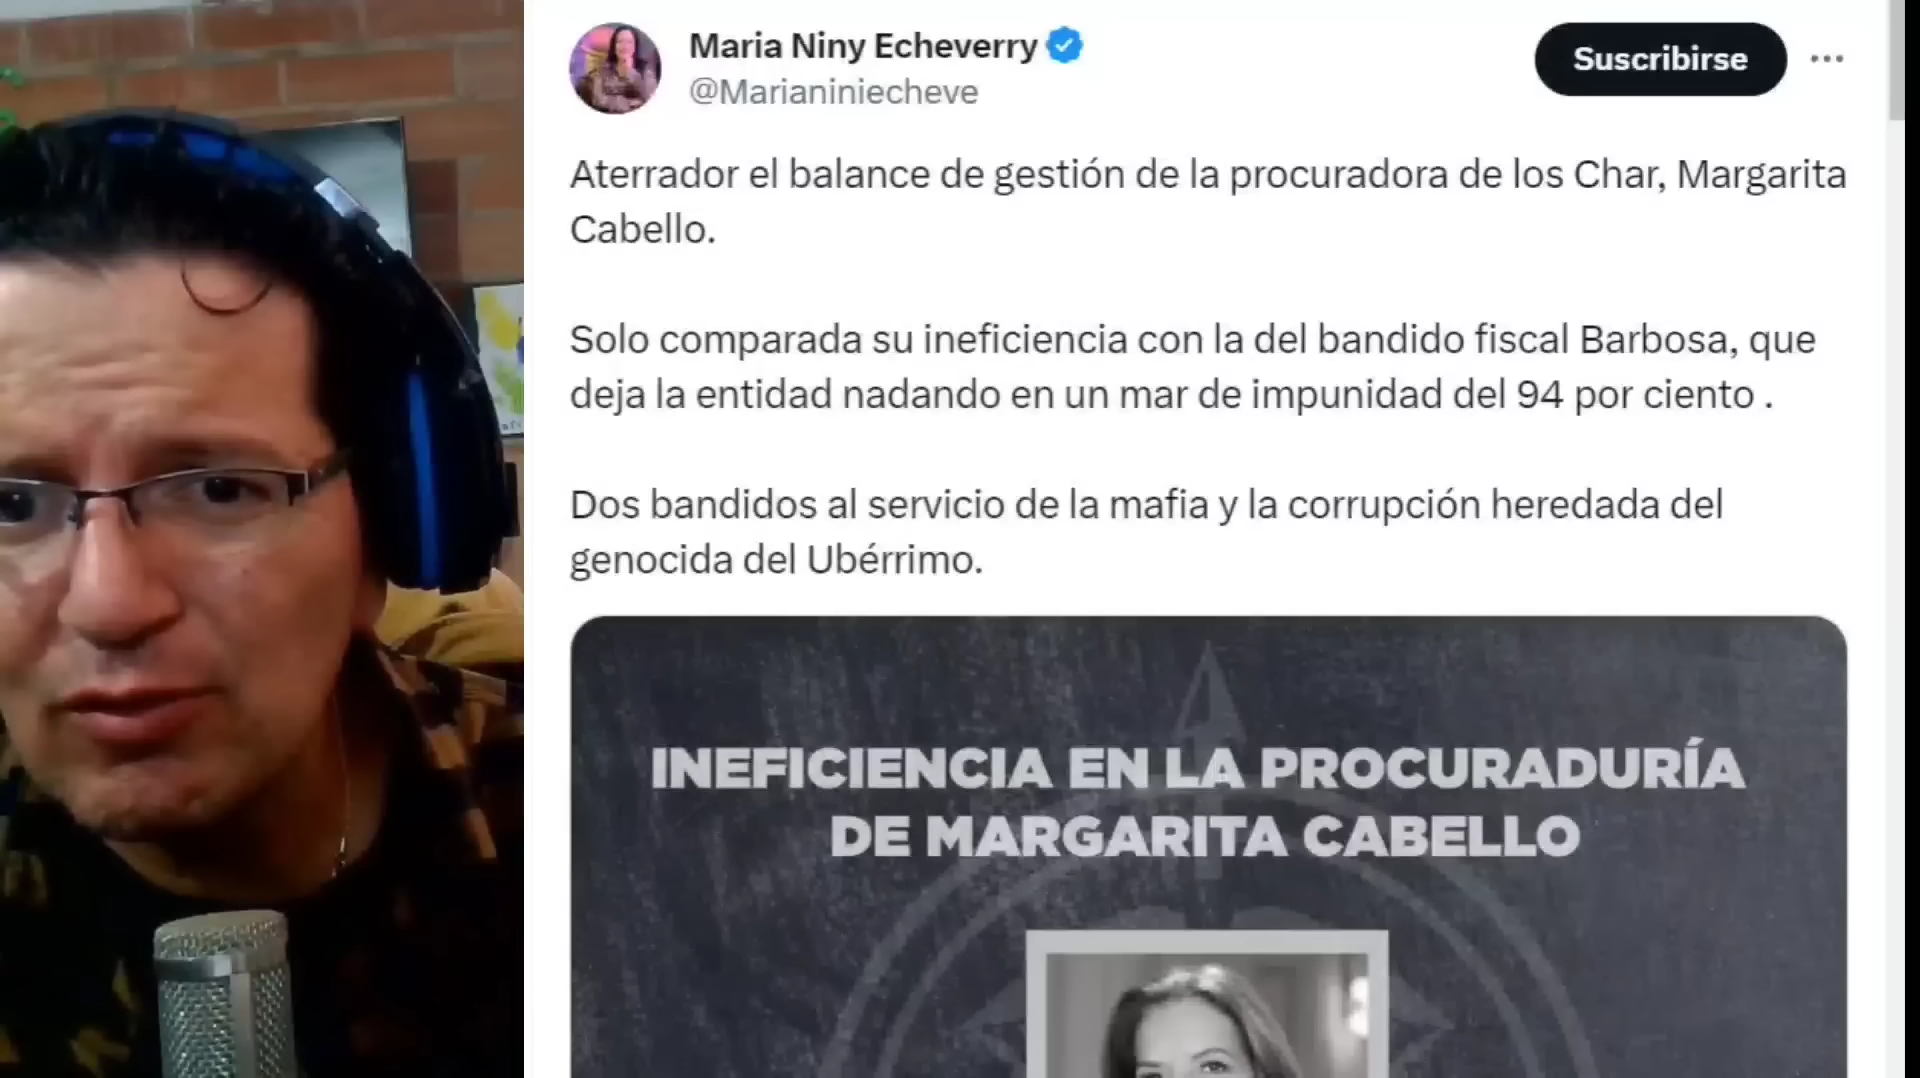 Maria Niny Echeverry
@Marianiniecheve
Suscribirse
Aterrador el balance de gestión de la procuradora de los Char, Margarita
Cabello.
Solo comparada su ineficiencia con la del bandido fiscal Barbosa, que
deja la entidad nadando en un mar de impunidad del 94 por ciento .
Dos bandidos al servicio de la mafia y la corrupción heredada del
genocida del Ubérrimo.
INEFICIENCIA EN LA PROCURADURÍA
DE MARGARITA CABELLO